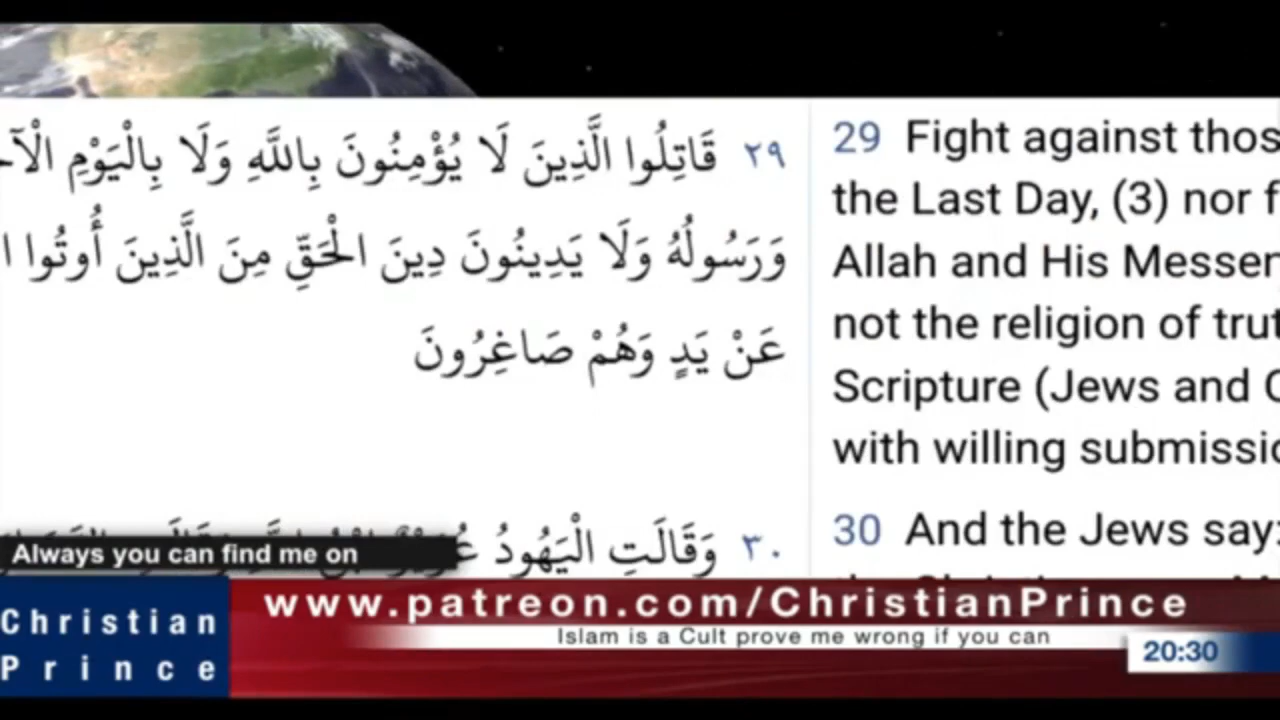 ٢٩ قَاتِلُوا الَّذِينَ لَا يُؤْمِنُونَ بِاللَّهِ وَلَا بِالْيَوْمِ
وَرَسُولُهُ وَلَا يَدِينُونَ دِينَ الْحَقِّ مِنَ الَّذِينَ أُوتُوا
عَنْ يَدٍ وَهُمْ صَاغِرُونَ
٣٠ وَقَالَتِ الْيَهُودُ
29 Fight against thos
the Last Day, (3) nor f
Allah and His Messen
not the religion of trut
Scripture (Jews and C
with willing submissio
30 And the Jews say:
Always you can find me on
www.patreon.com/ChristianPrince
Islam is a Cult prove me wrong if you can
Christian
Prince
20:30